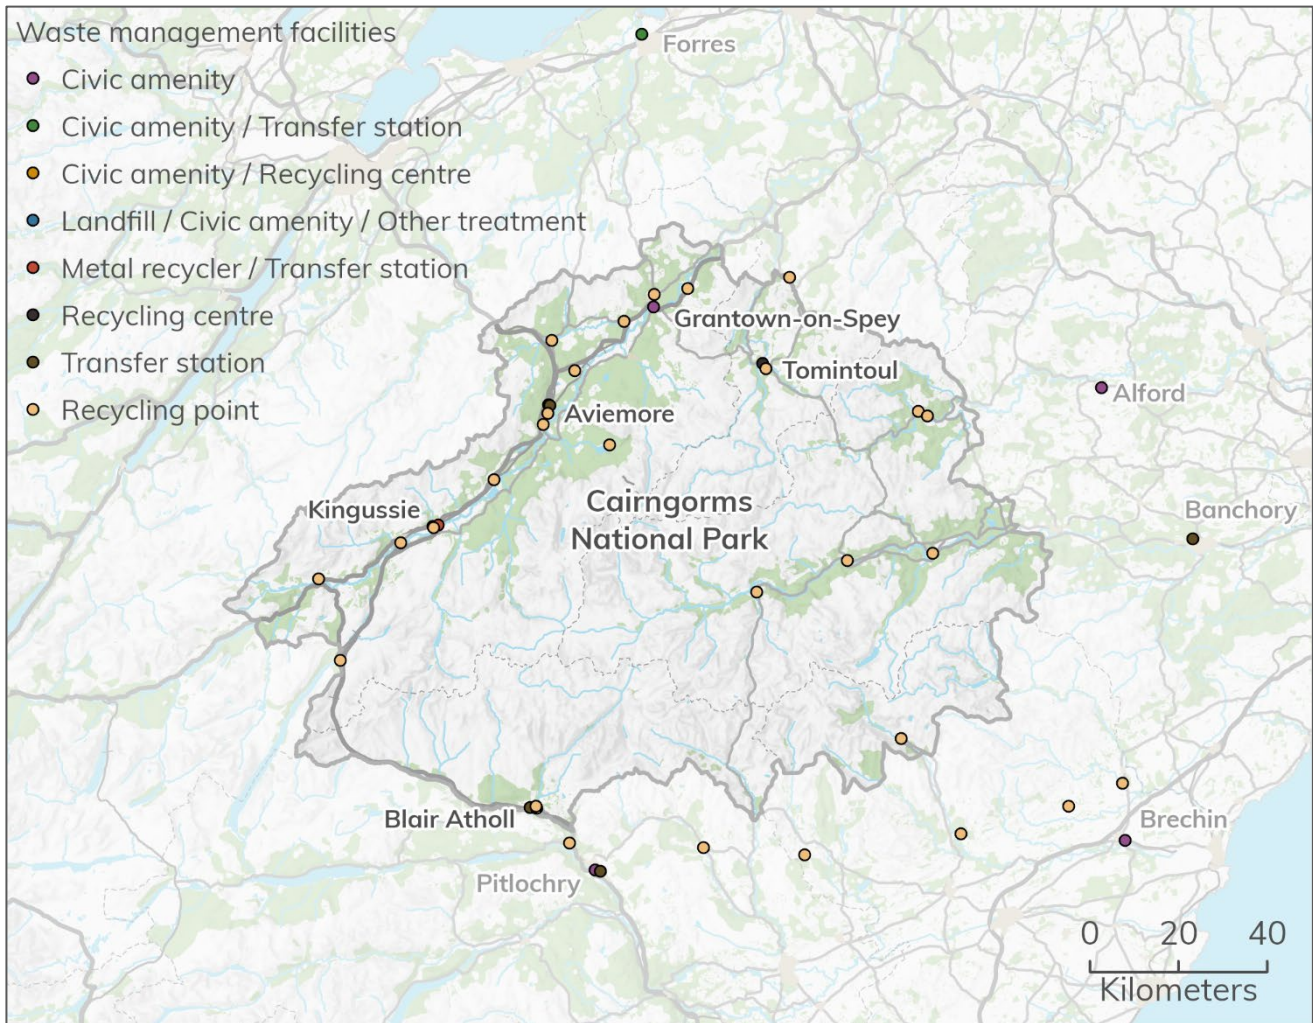 Waste management facilities
Civic amenity
Civic amenity / Transfer station
Civic amenity / Recycling centre
Landfill / Civic amenity / Other treatment
Metal recycler / Transfer station
Recycling centre
Transfer station
Recycling point
Forres
Grantown-on-Spey
Tomintoul
Alford
Aviemore
Kingussie
Cairngorms
National Park
Banchory
Blair Atholl
Brechin
Pitlochry
0 20 40
Kilometers